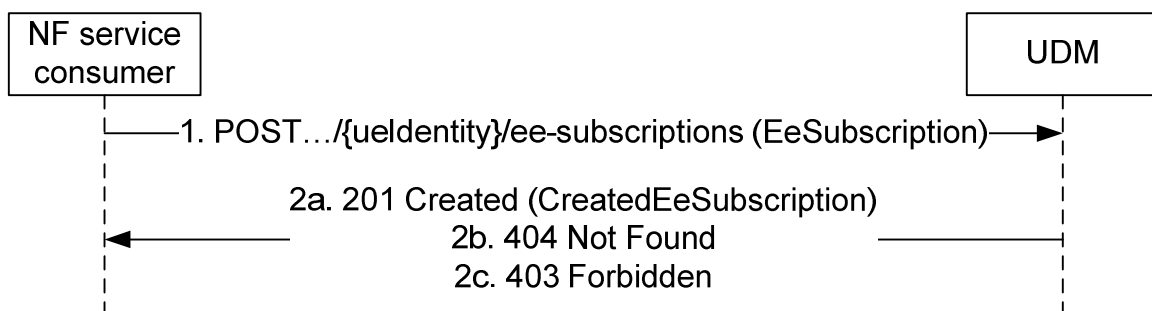 NF service
consumer
UDM
1. POST…/{ueIdentity}/ee-subscriptions (EeSubscription)
2a. 201 Created (CreatedEeSubscription)
2b. 404 Not Found
2c. 403 Forbidden